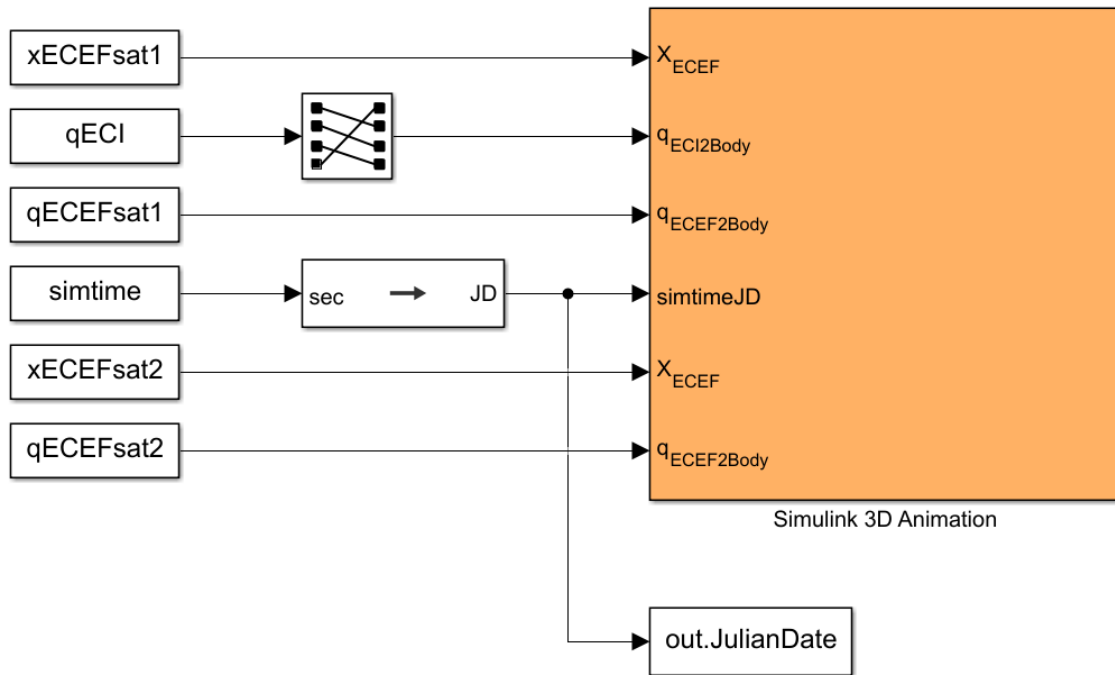 xECEFsat1
X_ECEF
qECI
q_ECI2Body
qECEFsat1
q_ECEF2Body
simtime
sec
JD
simtimeJD
xECEFsat2
X_ECEF
qECEFsat2
q_ECEF2Body
Simulink 3D Animation
out.JulianDate